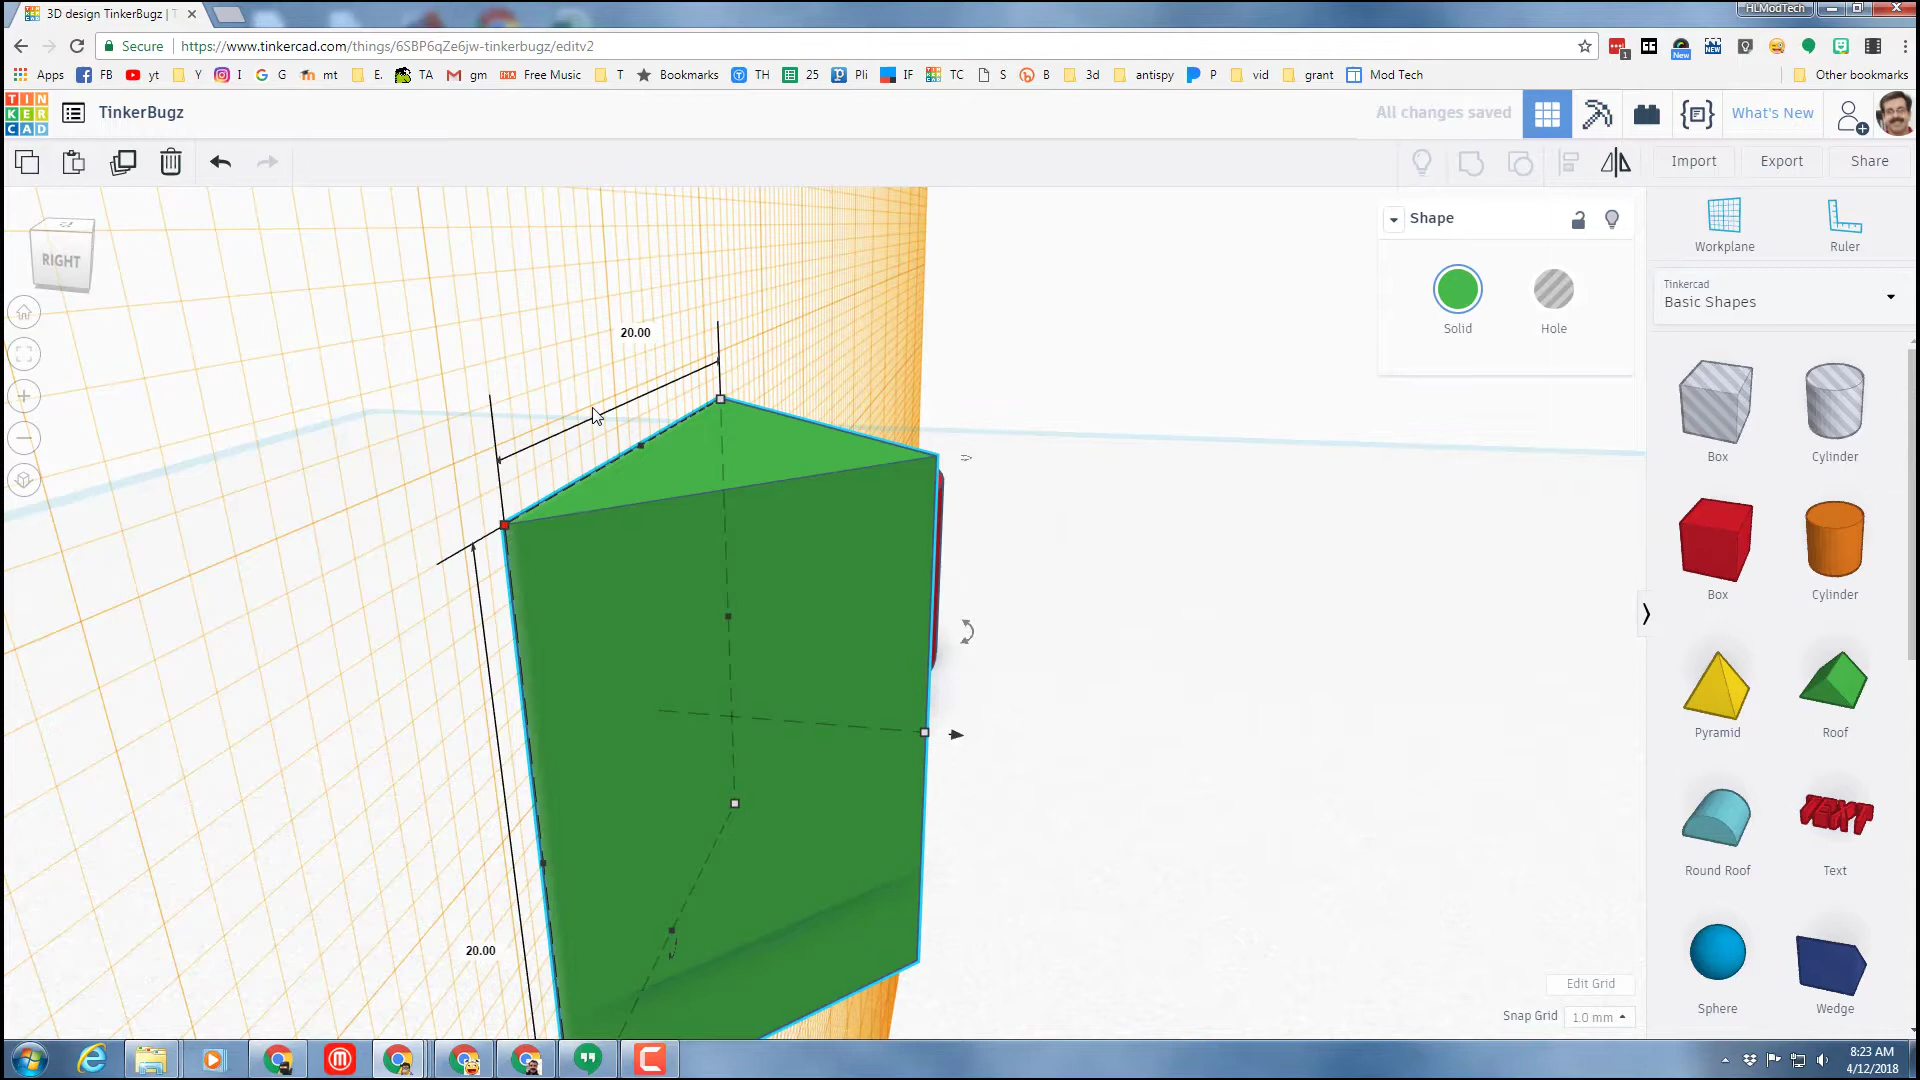 3D design TinkerBugz | T
HLModTech
Secure
https://www.tinkercad.com/things/6SBP6qZe6jw-tinkerbugz/editv2
Apps
FB
yt
Y
I
G
mt
E.
TA
gm
Free Music
T
Bookmarks
TH
25
Pli
IF
TC
S
B
3d
antispy
P
vid
grant
Mod Tech
Other bookmarks
TIN
KER
CAD
TinkerBugz
All changes saved
What's New
Import
Export
Share
RIGHT
Shape
Solid
Hole
Workplane
Ruler
Tinkercad
Basic Shapes
20.00
20.00
Box
Cylinder
Box
Cylinder
Pyramid
Roof
Round Roof
Text
Sphere
Wedge
Edit Grid
Snap Grid
1.0 mm
8:23 AM
4/12/2018